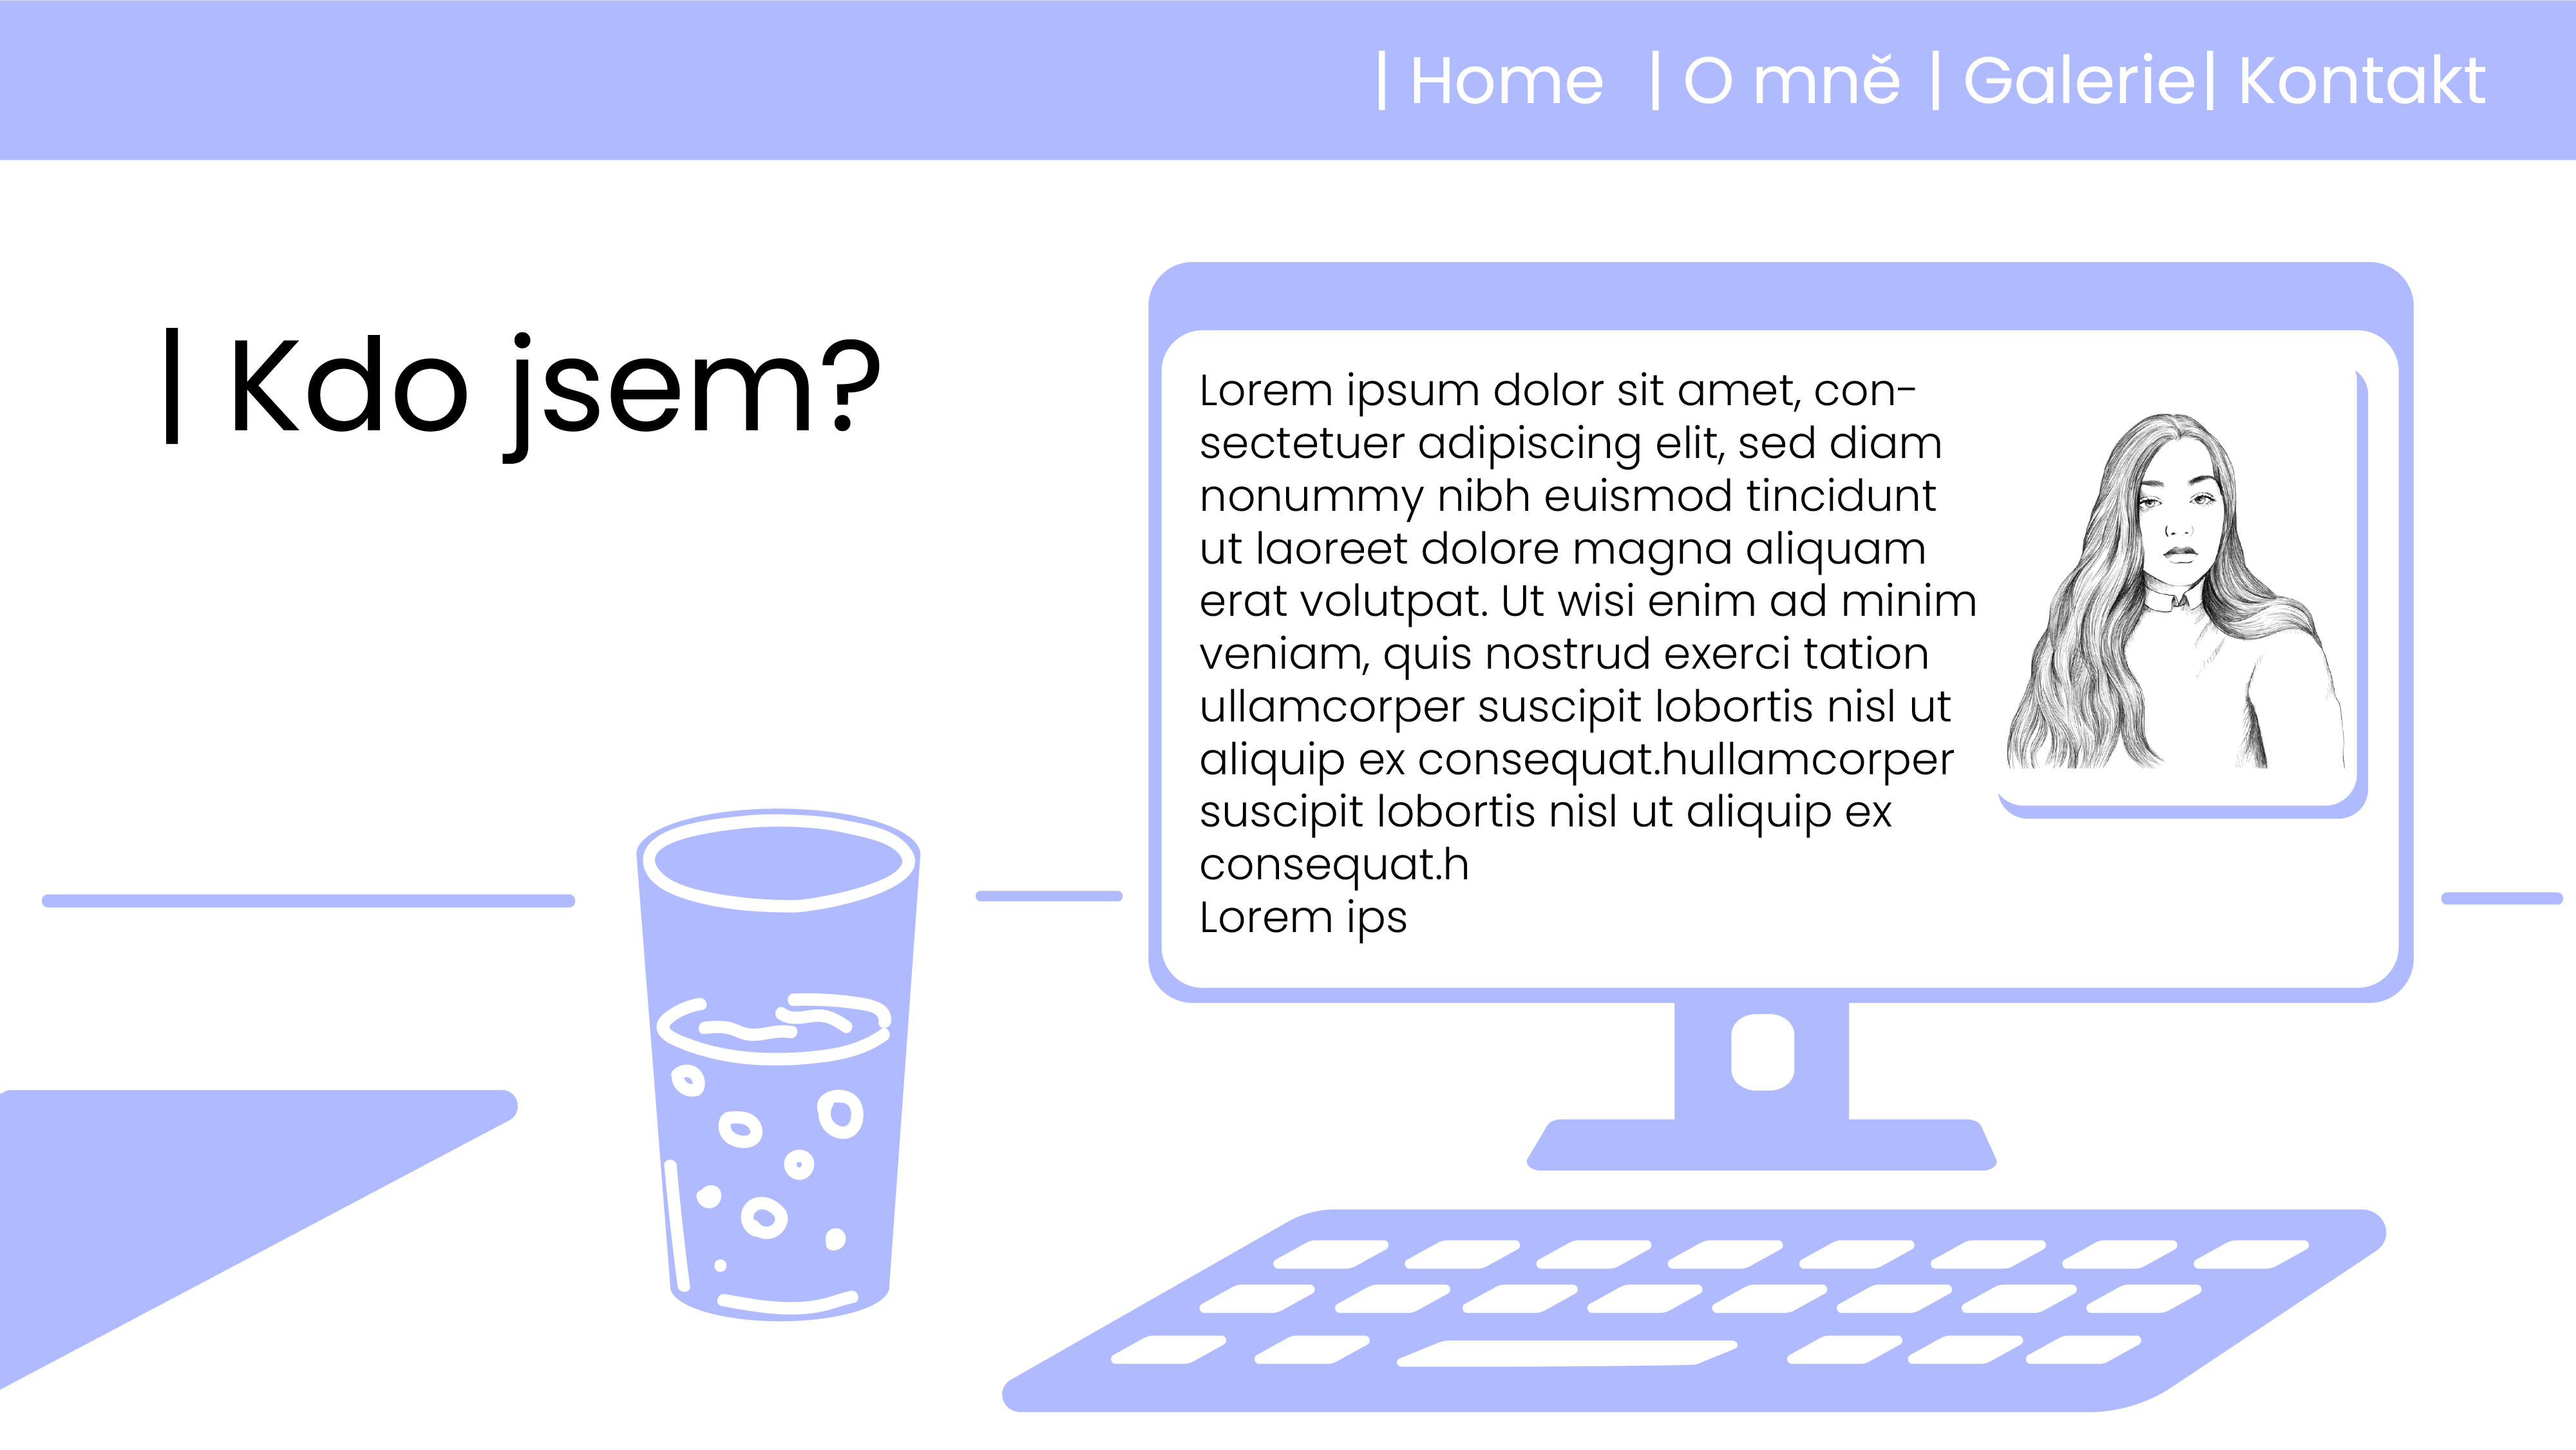 | Home | O mně | Galerie| Kontakt
| Kdo jsem?
Lorem ipsum dolor sit amet, con-
sectetuer adipiscing elit, sed diam
nonummy nibh euismod tincidunt
ut laoreet dolore magna aliquam
erat volutpat. Ut wisi enim ad minim
veniam, quis nostrud exerci tation
ullamcorper suscipit lobortis nisl ut
aliquip ex consequat.hullamcorper
suscipit lobortis nisl ut aliquip ex
consequat.h
Lorem ips